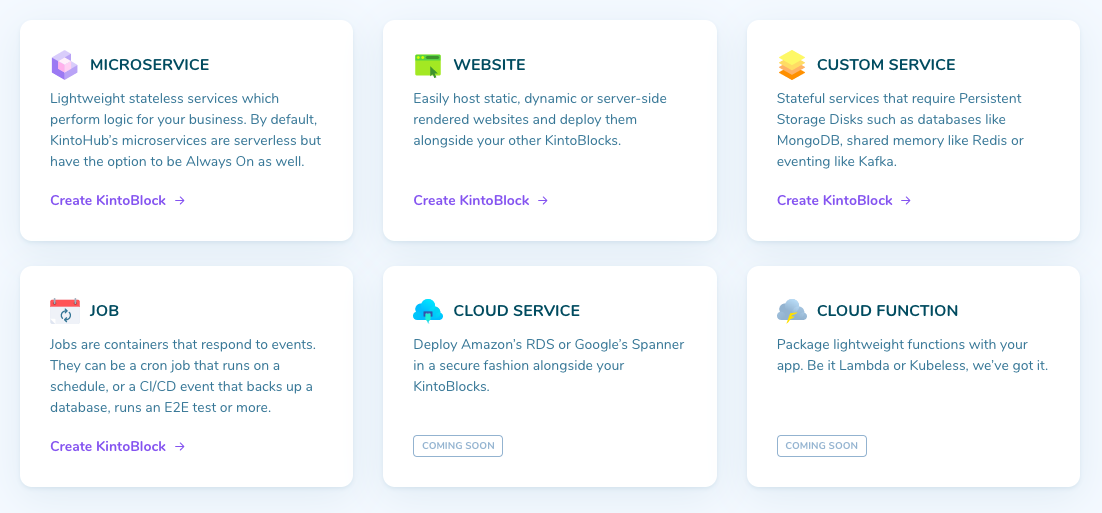 MICROSERVICE
Lightweight stateless services which
perform logic for your business. By default,
KintoHub’s microservices are serverless but
have the option to be Always On as well.
Create KintoBlock →
WEBSITE
Easily host static, dynamic or server-side
rendered websites and deploy them
alongside your other KintoBlocks.
Create KintoBlock →
CUSTOM SERVICE
Stateful services that require Persistent
Storage Disks such as databases like
MongoDB, shared memory like Redis or
eventing like Kafka.
Create KintoBlock →
JOB
Jobs are containers that respond to events.
They can be a cron job that runs on a
schedule, or a CI/CD event that backs up a
database, runs an E2E test or more.
Create KintoBlock →
CLOUD SERVICE
Deploy Amazon’s RDS or Google’s Spanner
in a secure fashion alongside your
KintoBlocks.
COMING SOON
CLOUD FUNCTION
Package lightweight functions with your
app. Be it Lambda or Kubeless, we’ve got it.
COMING SOON